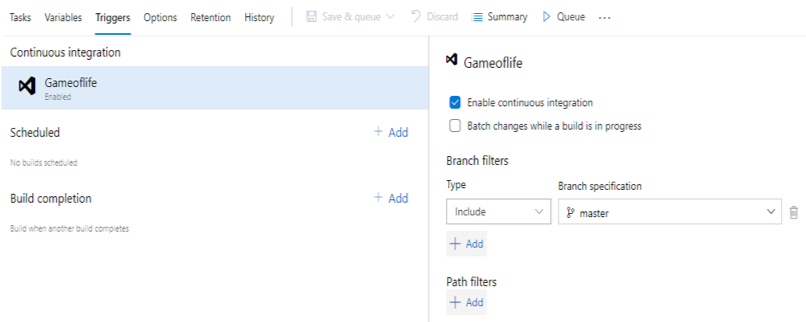 Tasks Variables Triggers Options Retention History Save & queue Discard Summary Queue ...
Continuous integration
Gameoflife
Enabled
Scheduled + Add
No builds scheduled
Build completion + Add
Build when another build completes
Gameoflife
Enable continuous integration
Batch changes while a build is in progress
Branch filters
Type Branch specification
Include master
+ Add
Path filters
+ Add